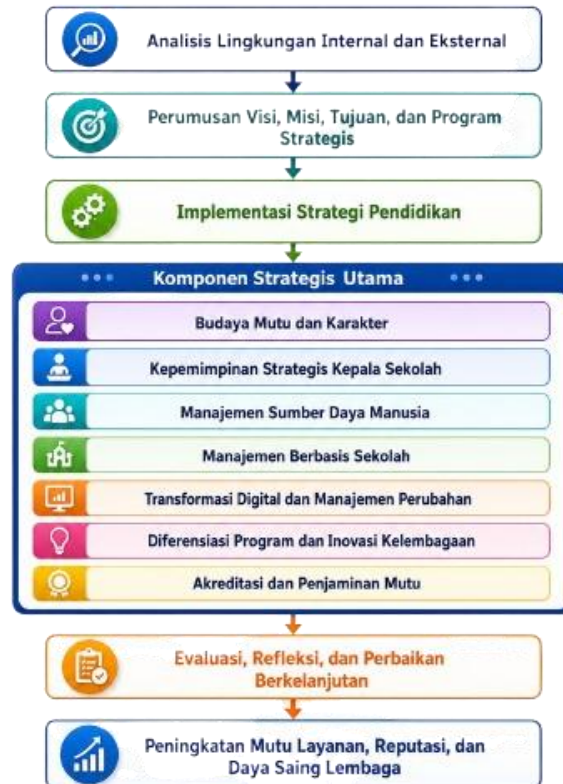 Analisis Lingkungan Internal dan Eksternal
Perumusan Visi, Misi, Tujuan, dan Program
Strategis
Implementasi Strategi Pendidikan
Komponen Strategis Utama
Budaya Mutu dan Karakter
Kepemimpinan Strategis Kepala Sekolah
Manajemen Sumber Daya Manusia
Manajemen Berbasis Sekolah
Transformasi Digital dan Manajemen Perubahan
Diferensiasi Program dan Inovasi Kelembagaan
Akreditasi dan Penjaminan Mutu
Evaluasi, Refleksi, dan Perbaikan
Berkelanjutan
Peningkatan Mutu Layanan, Reputasi, dan
Daya Saing Lembaga